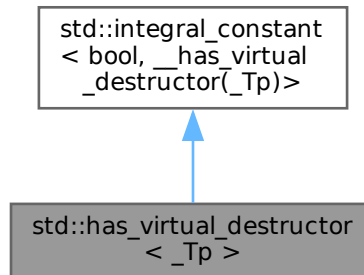 std::integral_constant
< bool, __has_virtual
_destructor(_Tp)>
std::has_virtual_destructor
< _Tp >